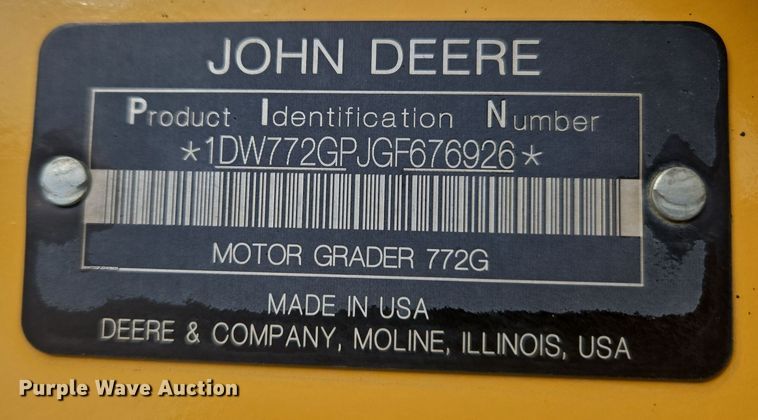 JOHN DEERE
Product Identification Number
*1DW772GPJGF676926*
MOTOR GRADER 772G
MADE IN USA
DEERE & COMPANY, MOLINE, ILLINOIS, USA
Purple Wave Auction